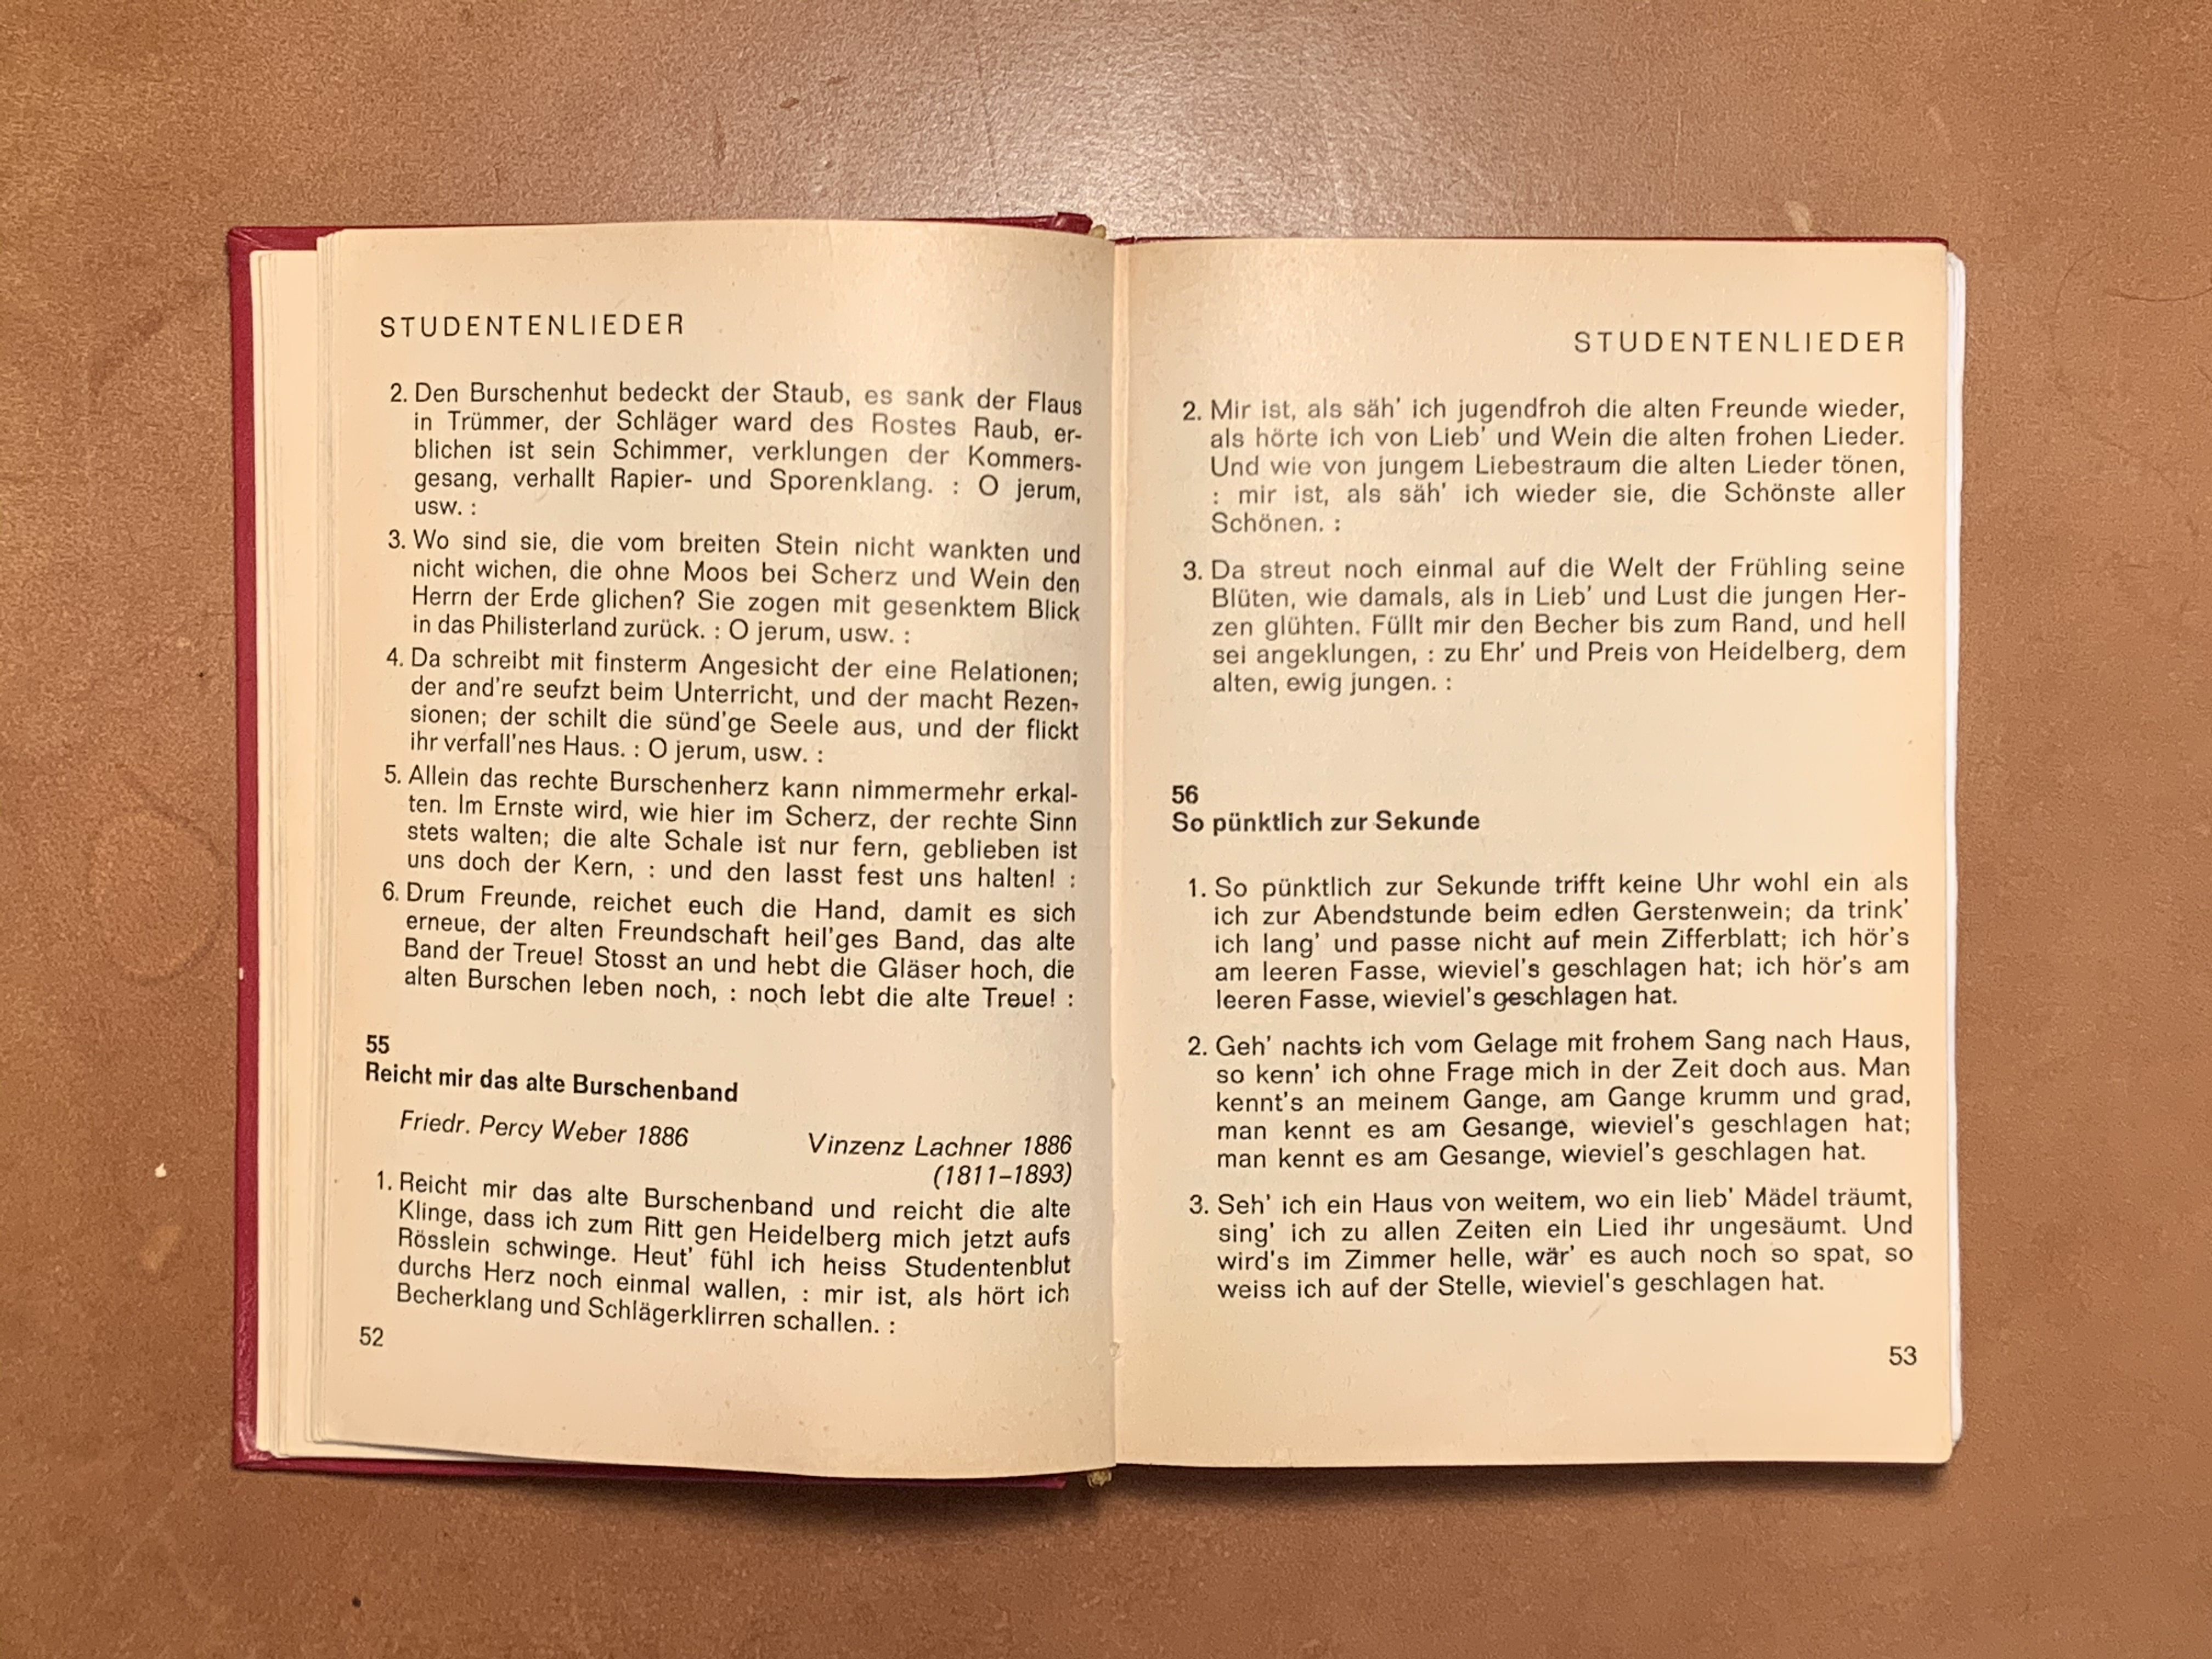 STUDENTENLIEDER
2. Den Burschenhut bedeckt der Staub, es sank der Flaus
in Trümmer, der Schläger ward des Rostes Raub, er-
blichen ist sein Schimmer, verklungen der Kommers-
gesang, verhallt Rapier- und Sporenklang. : O jerum,
usw. :
3. Wo sind sie, die vom breiten Stein nicht wankten und
nicht wichen, die ohne Moos bei Scherz und Wein den
Herrn der Erde glichen? Sie zogen mit gesenktem Blick
in das Philisterland zurück. : O jerum, usw. :
4. Da schreibt mit finsterm Angesicht der eine Relationen;
der and're seufzt beim Unterricht, und der macht Rezen-
sionen; der schilt die sünd'ge Seele aus, und der flickt
ihr verfall'nes Haus. : O jerum, usw. :
5. Allein das rechte Burschenherz kann nimmermehr erkal-
ten. Im Ernste wird, wie hier im Scherz, der rechte Sinn
stets walten; die alte Schale ist nur fern, geblieben ist
uns doch der Kern, : und den lasst fest uns halten! :
6. Drum Freunde, reichet euch die Hand, damit es sich
erneue, der alten Freundschaft heil'ges Band, das alte
Band der Treue! Stosst an und hebt die Gläser hoch, die
alten Burschen leben noch, : noch lebt die alte Treue! :
55
Reicht mir das alte Burschenband
Friedr. Percy Weber 1886
Vinzenz Lachner 1886
(1811–1893)
1. Reicht mir das alte Burschenband und reicht die alte
Klinge, dass ich zum Ritt gen Heidelberg mich jetzt aufs
Rösslein schwinge. Heut' fühl ich heiss Studentenblut
durchs Herz noch einmal wallen, : mir ist, als hört ich
Becherklang und Schlägerklirren schallen. :
52
STUDENTENLIEDER
2. Mir ist, als säh' ich jugendfroh die alten Freunde wieder,
als hörte ich von Lieb' und Wein die alten frohen Lieder.
Und wie von jungem Liebestraum die alten Lieder tönen,
: mir ist, als säh' ich wieder sie, die Schönste aller
Schönen. :
3. Da streut noch einmal auf die Welt der Frühling seine
Blüten, wie damals, als in Lieb' und Lust die jungen Her-
zen glühten. Füllt mir den Becher bis zum Rand, und hell
sei angeklungen, : zu Ehr' und Preis von Heidelberg, dem
alten, ewig jungen. :
56
So pünktlich zur Sekunde
1. So pünktlich zur Sekunde trifft keine Uhr wohl ein als
ich zur Abendstunde beim edlen Gerstenwein; da trink'
ich lang' und passe nicht auf mein Zifferblatt; ich hör's
am leeren Fasse, wieviel's geschlagen hat; ich hör's am
leeren Fasse, wieviel's geschlagen hat.
2. Geh' nachts ich vom Gelage mit frohem Sang nach Haus,
so kenn' ich ohne Frage mich in der Zeit doch aus. Man
kennt's an meinem Gange, am Gange krumm und grad,
man kennt es am Gesange, wieviel's geschlagen hat;
man kennt es am Gesange, wieviel's geschlagen hat.
3. Seh' ich ein Haus von weitem, wo ein lieb' Mädel träumt,
sing' ich zu allen Zeiten ein Lied ihr ungesäumt. Und
wird's im Zimmer helle, wär' es auch noch so spat, so
weiss ich auf der Stelle, wieviel's geschlagen hat.
53